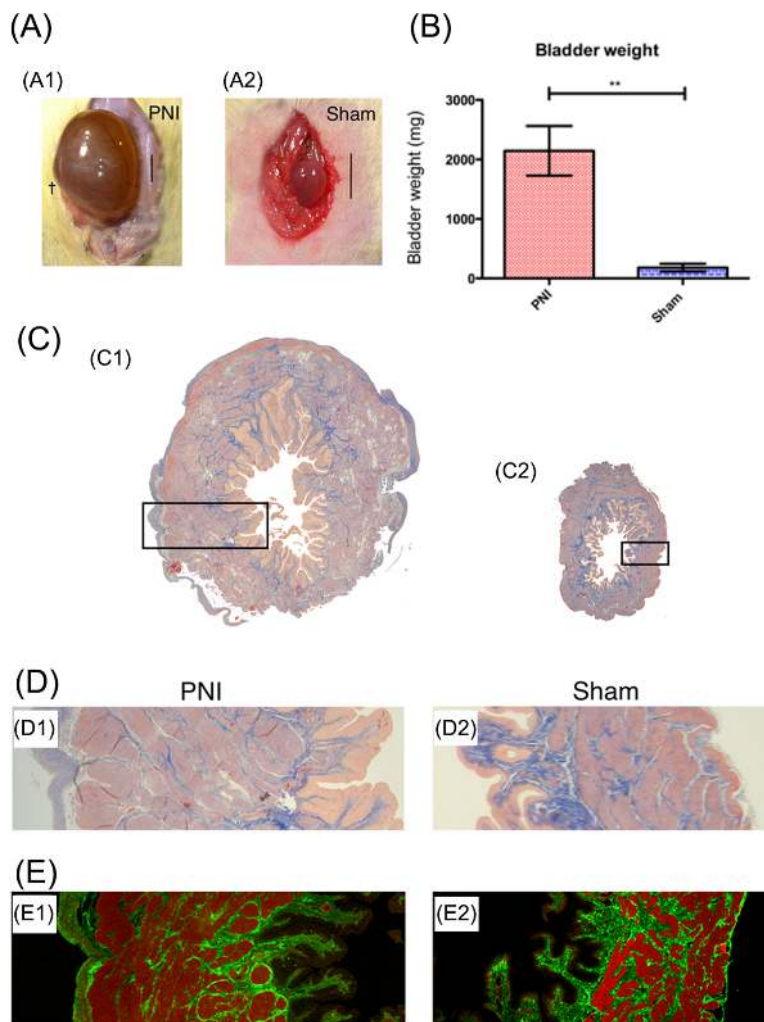 (A)
(B)
(A1)
PNI
†
(A2)
Sham
Bladder weight
**
Bladder weight (mg)
3000
2000
1000
0
PNI
Sham
(C)
(C1)
(C2)
(D)
PNI
Sham
(D1)
(D2)
(E)
(E1)
(E2)